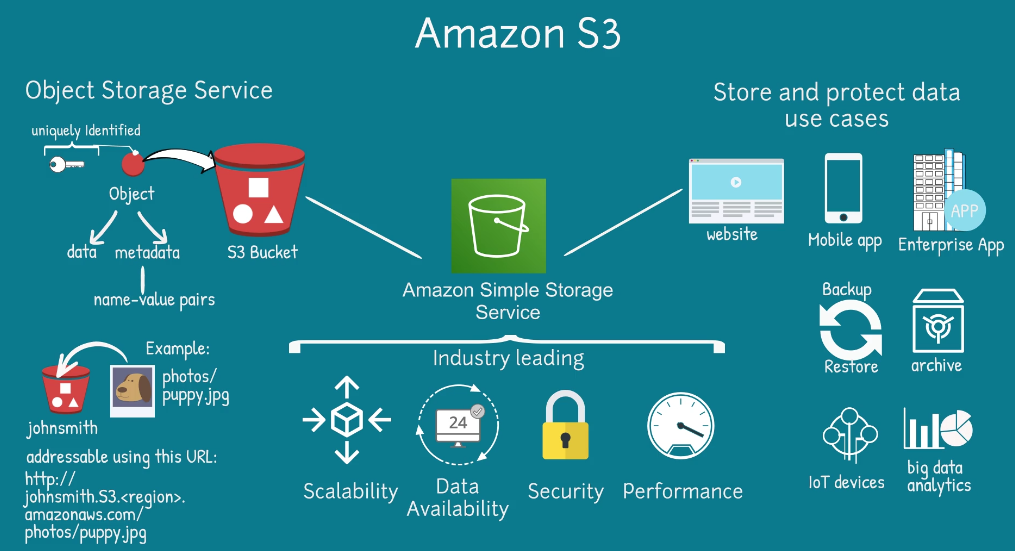 Amazon S3
Object Storage Service
uniquely Identified
Object
data
metadata
name-value pairs
S3 Bucket
Example:
photos/
puppy.jpg
johnsmith
addressable using this URL:
http://
johnsmith.S3.<region>.
amazonaws.com/
photos/puppy.jpg
Amazon Simple Storage
Service
Industry leading
24
Scalability
Data
Availability
Security
Performance
Store and protect data
use cases
website
Mobile app
APP
Enterprise App
Backup
Restore
archive
IoT devices
big data
analytics